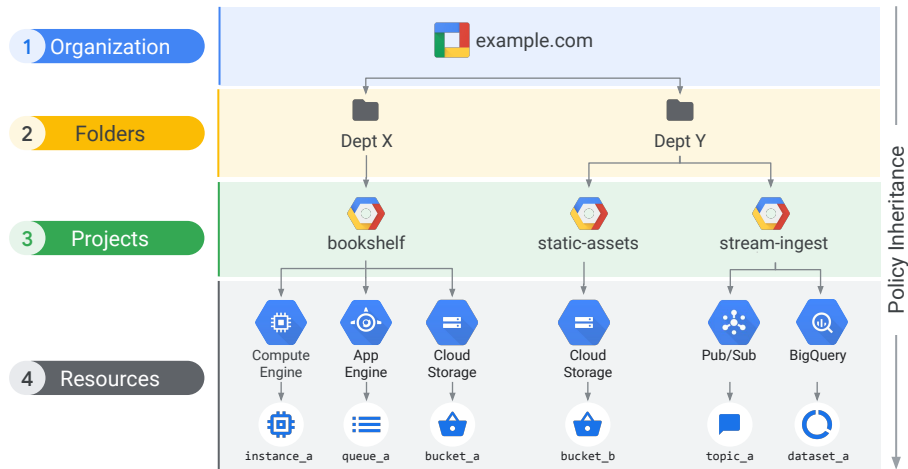 1 Organization
example.com
2 Folders
Dept X
Dept Y
3 Projects
bookshelf
static-assets
stream-ingest
4 Resources
Compute
Engine
App
Engine
Cloud
Storage
Cloud
Storage
Pub/Sub
BigQuery
instance_a
queue_a
bucket_a
bucket_b
topic_a
dataset_a
Policy Inheritance